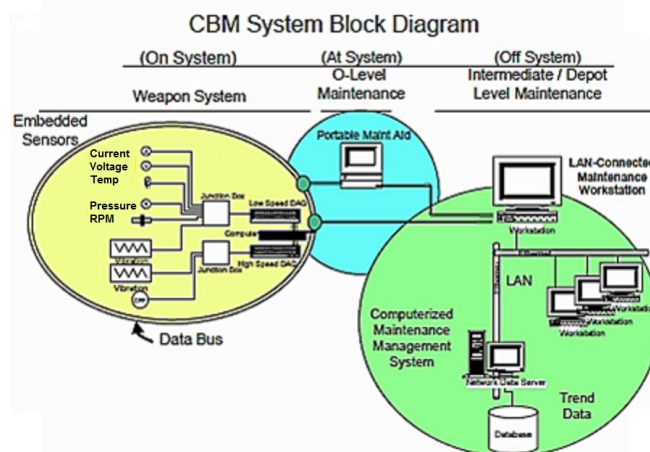 CBM System Block Diagram
(On System)
(At System)
(Off System)
Weapon System
O-Level
Maintenance
Intermediate / Depot
Level Maintenance
Embedded
Sensors
Portable Maint Aid
Current
Voltage
Temp
Pressure
RPM
Junction Box
Low Speed DAG
Computer
High Speed DAG
Junction Box
Vibration
Vibration
Data Bus
LAN-Connected
Maintenance
Workstation
Workstation
LAN
Workstation
Workstation
Workstation
Computerized
Maintenance
Management
System
Network Data Server
Trend
Data
Database